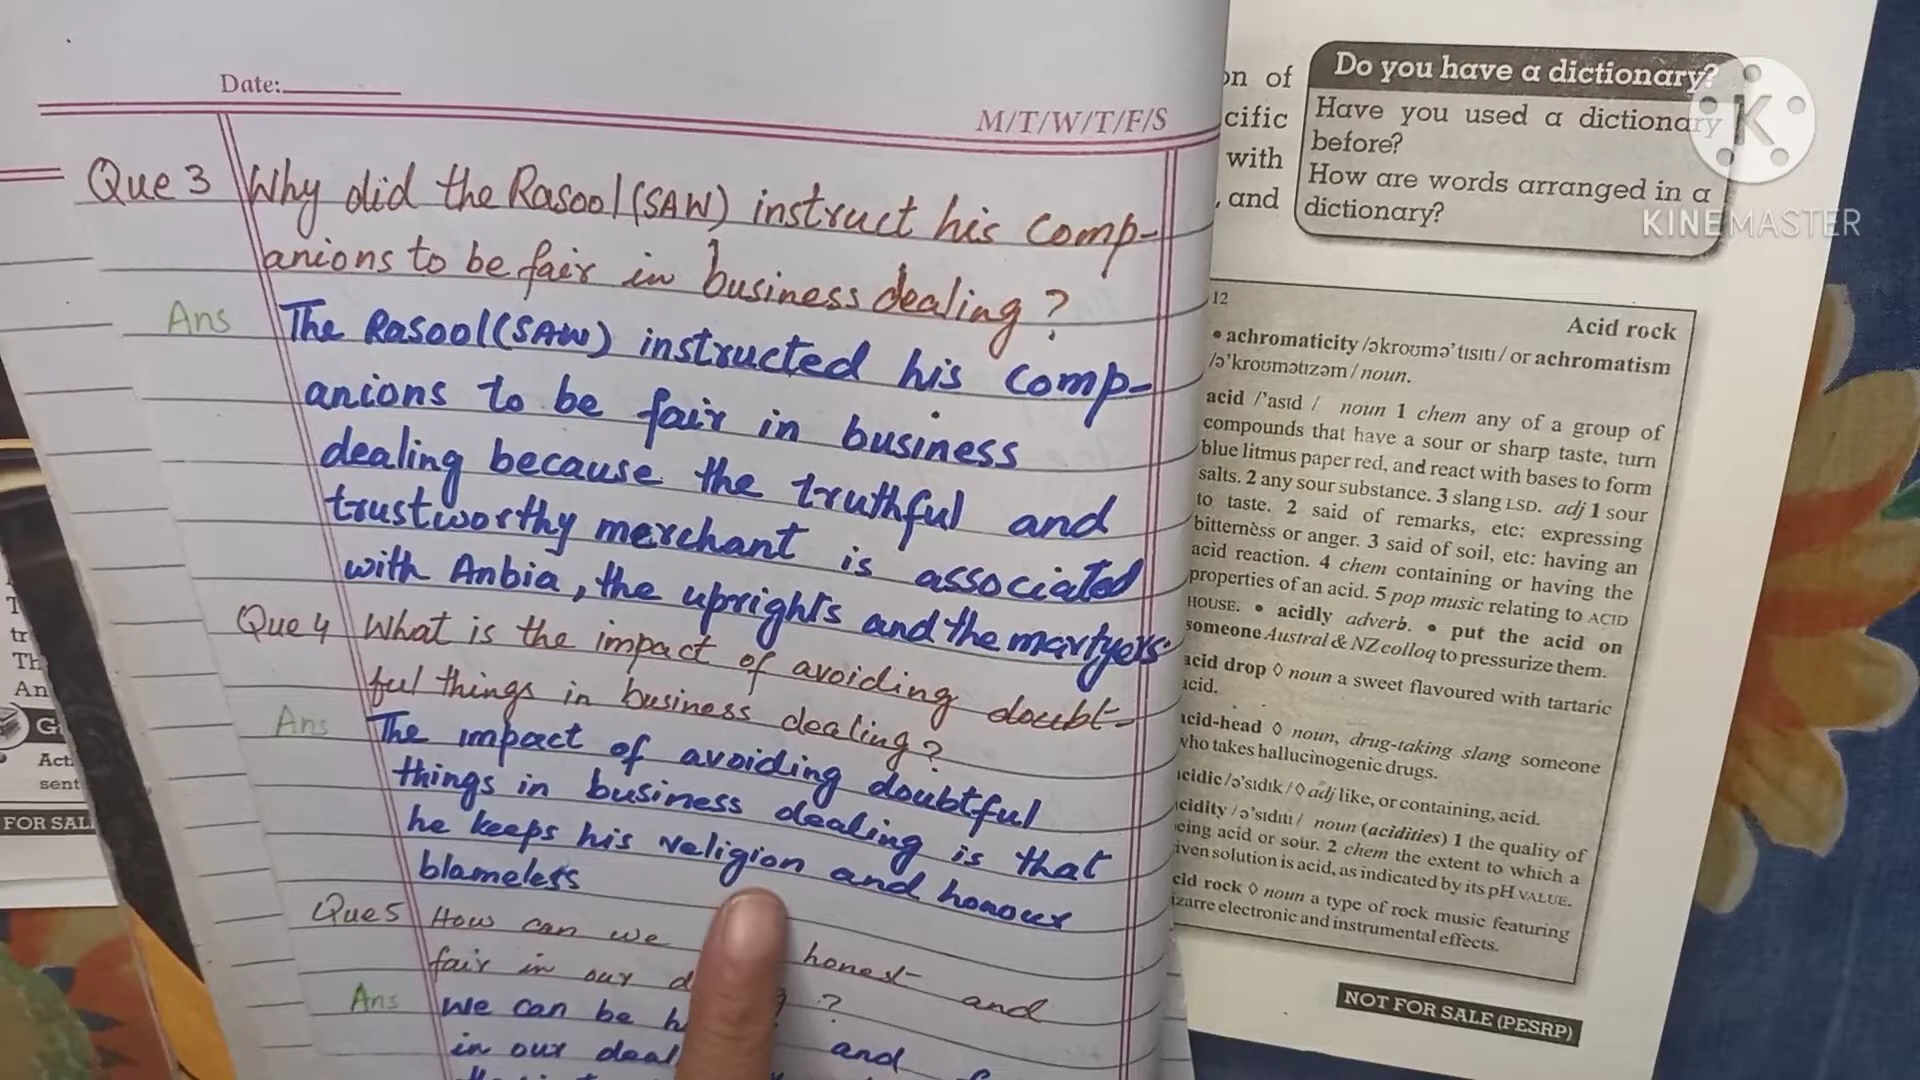 Date:
M/T/W/T/F/S
Que 3 Why did the Rasool (SAW) instruct his comp-
anions to be fair in business dealing?
Ans The Rasool (SAW) instructed his comp-
anions to be fair in business
dealing because the truthful and
trustworthy merchant is associated
with Anbia, the uprights and the martyers.
Que 4 What is the impact of avoiding doubt-
ful things in business dealing?
Ans The impact of avoiding doubtful
things in business dealing is that
he keeps his religion and honour
blameless
Que 5 How can we honest and
fair in our ?
Ans we can be
in our and
on of
cific
with
, and
Do you have a dictionary?
Have you used a dictionary
before?
How are words arranged in a
dictionary?
KINEMASTER
12
Acid rock
• achromaticity /əkroʊmə'tɪsɪtɪ/ or achromatism
/ə'kroʊmətɪzəm/ noun.
acid /'asɪd / noun 1 chem any of a group of
compounds that have a sour or sharp taste, turn
blue litmus paper red, and react with bases to form
salts. 2 any sour substance. 3 slang LSD. adj 1 sour
to taste. 2 said of remarks, etc: expressing
bitterness or anger. 3 said of soil, etc: having an
acid reaction. 4 chem containing or having the
properties of an acid. 5 pop music relating to ACID
HOUSE. • acidly adverb. • put the acid on
someone Austral & NZ colloq to pressurize them.
acid drop ◊ noun a sweet flavoured with tartaric
acid.
acid-head ◊ noun, drug-taking slang someone
who takes hallucinogenic drugs.
acidic /ə'sɪdɪk/ ◊ adj like, or containing, acid.
acidity /ə'sɪdɪtɪ/ noun (acidities) 1 the quality of
being acid or sour. 2 chem the extent to which a
given solution is acid, as indicated by its pH VALUE.
acid rock ◊ noun a type of rock music featuring
bizarre electronic and instrumental effects.
NOT FOR SALE (PESRP)
tr
Th
An
G
Acti
sent
FOR SAL